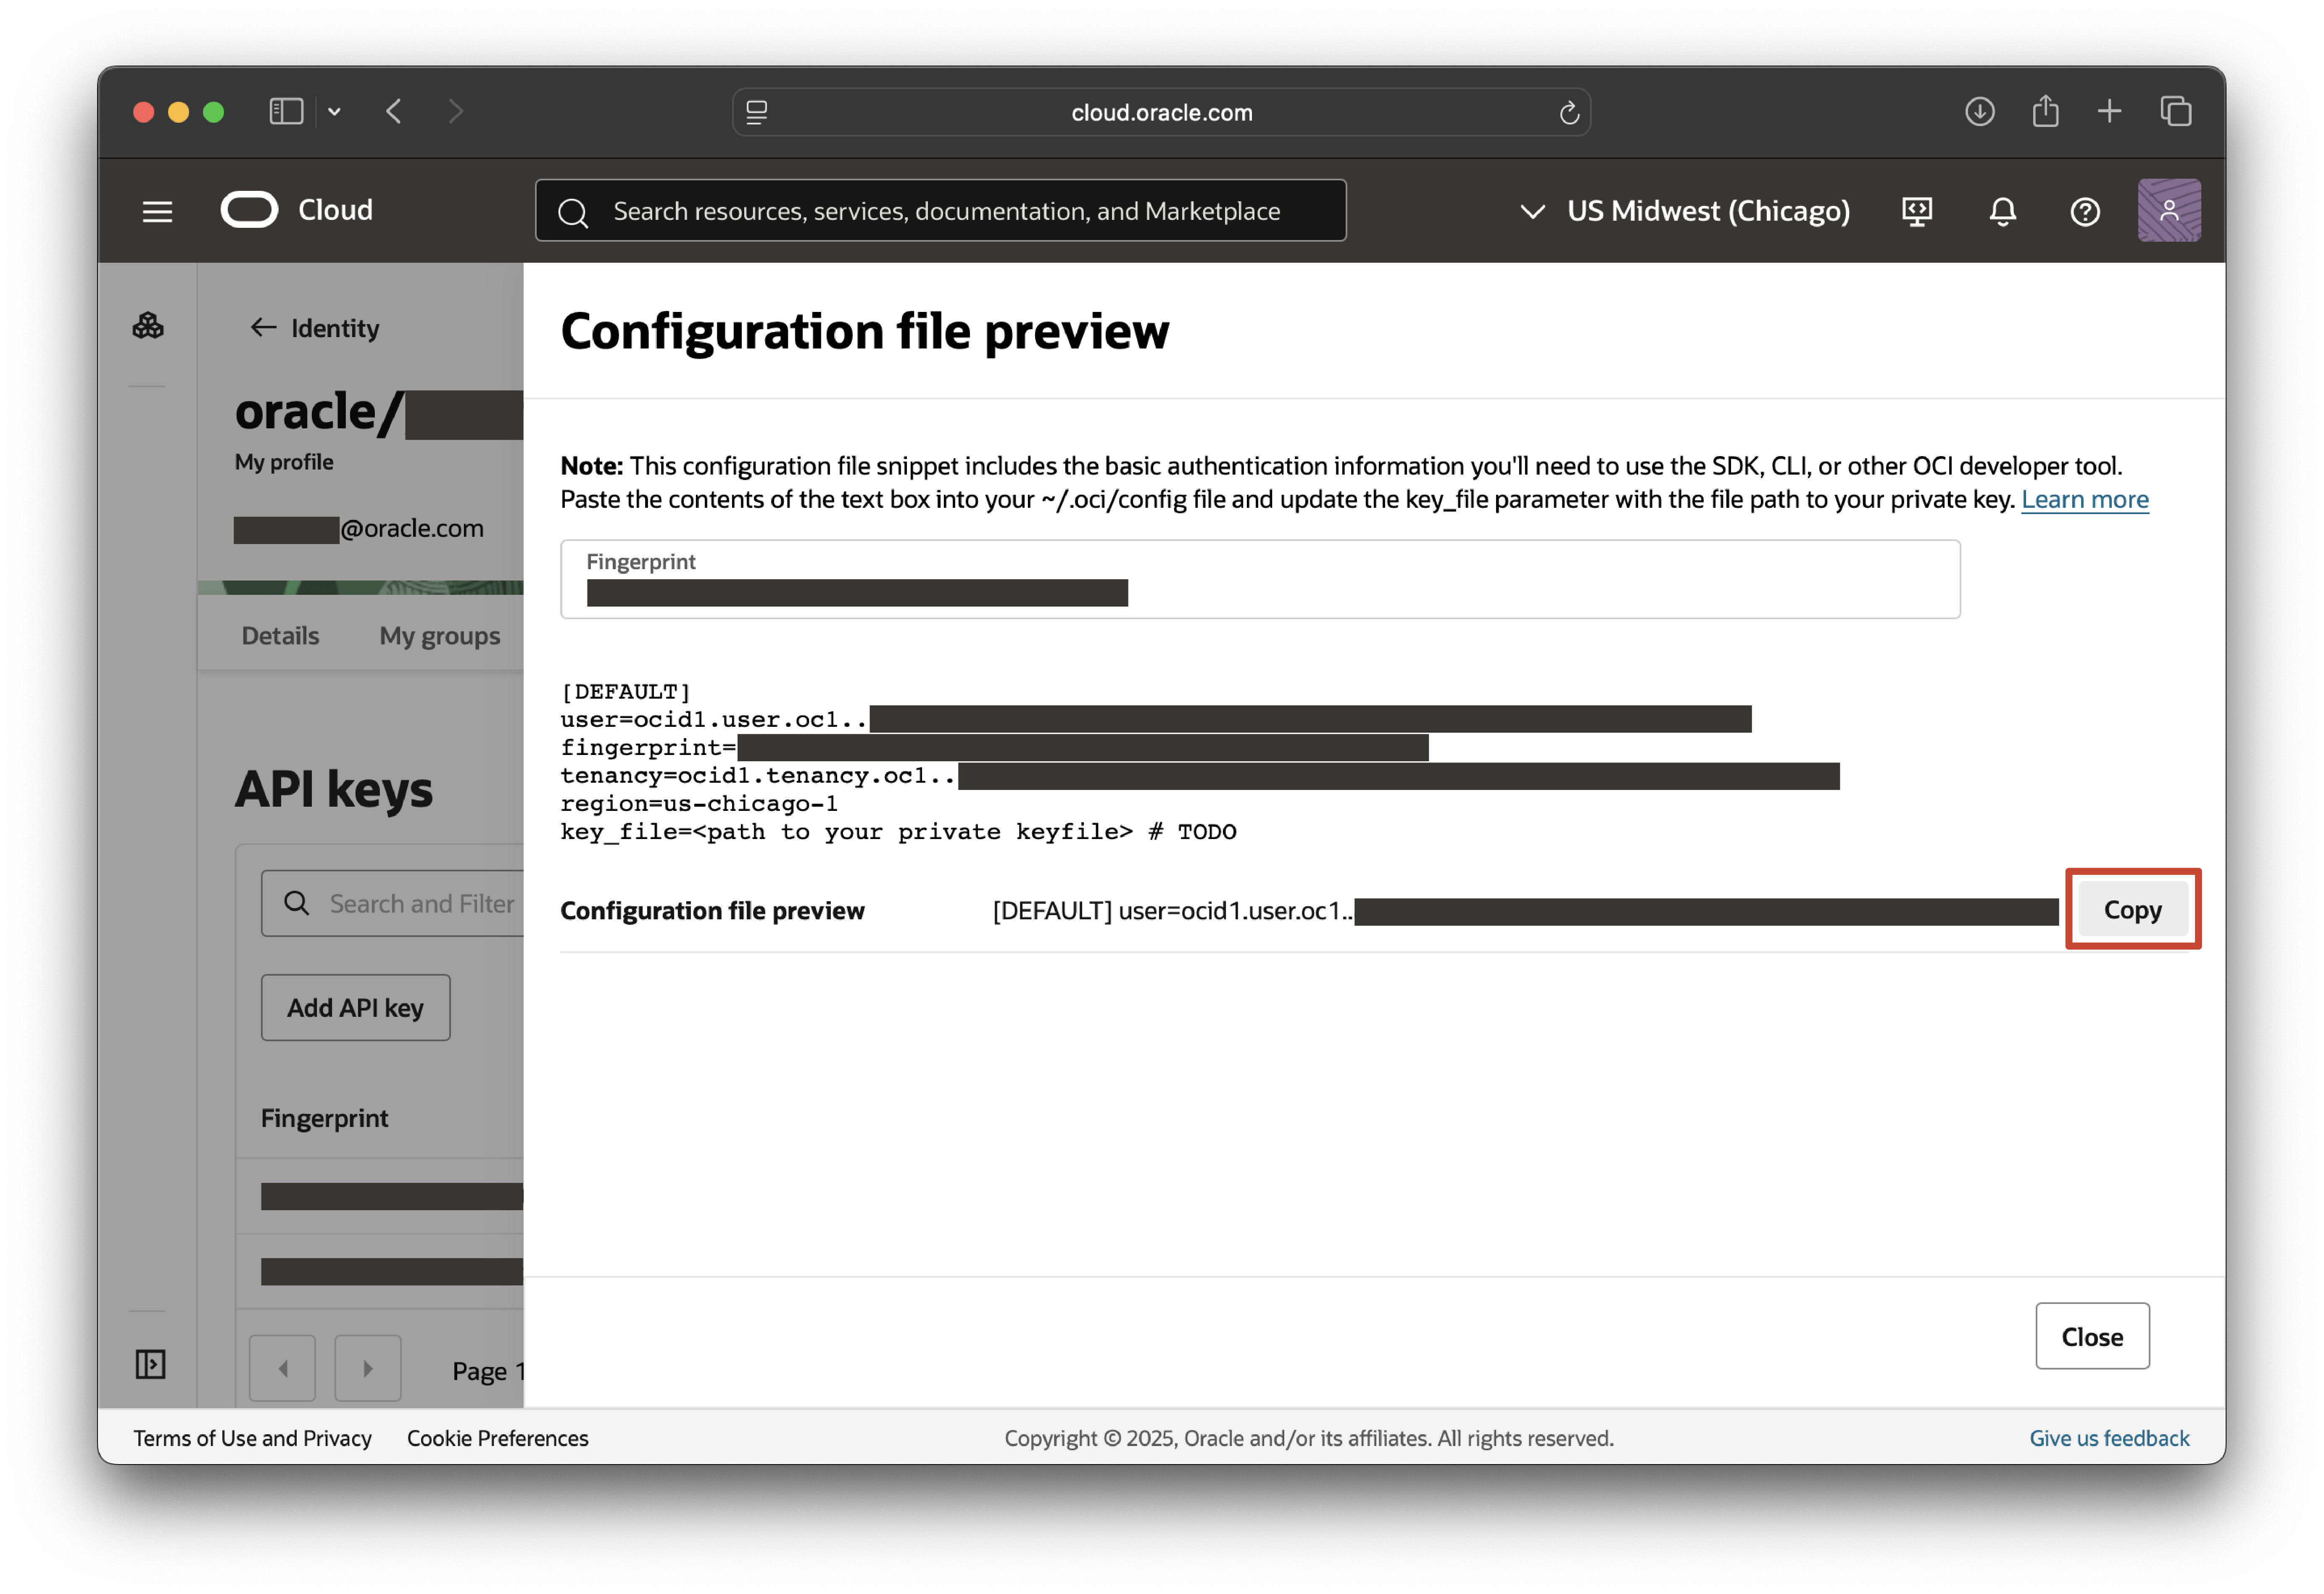 cloud.oracle.com
Cloud
Search resources, services, documentation, and Marketplace
US Midwest (Chicago)
Identity
oracle/
My profile
@oracle.com
Details
My groups
API keys
Search and Filter
Add API key
Fingerprint
Page 1
Configuration file preview
Note: This configuration file snippet includes the basic authentication information you'll need to use the SDK, CLI, or other OCI developer tool.
Paste the contents of the text box into your ~/.oci/config file and update the key_file parameter with the file path to your private key. Learn more
Fingerprint
[DEFAULT]
user=ocid1.user.oc1..
fingerprint=
tenancy=ocid1.tenancy.oc1..
region=us-chicago-1
key_file=<path to your private keyfile> # TODO
Configuration file preview
[DEFAULT] user=ocid1.user.oc1..
Copy
Close
Terms of Use and Privacy
Cookie Preferences
Copyright © 2025, Oracle and/or its affiliates. All rights reserved.
Give us feedback